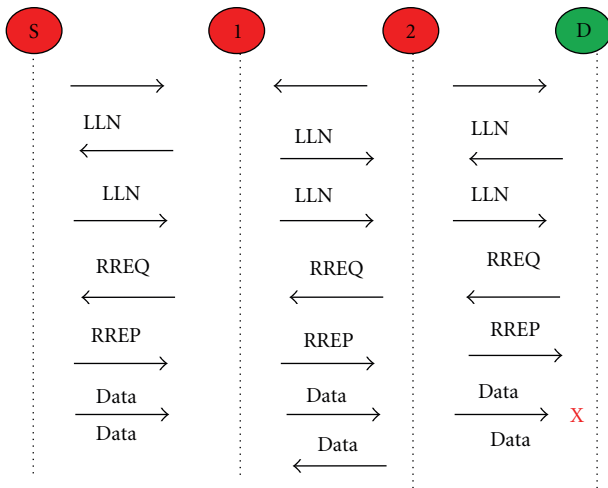 S 1 2 D
LLN
LLN
LLN
LLN
LLN
LLN
RREQ
RREQ
RREQ
RREP
RREP
RREP
Data
Data
Data
X
Data
Data
Data